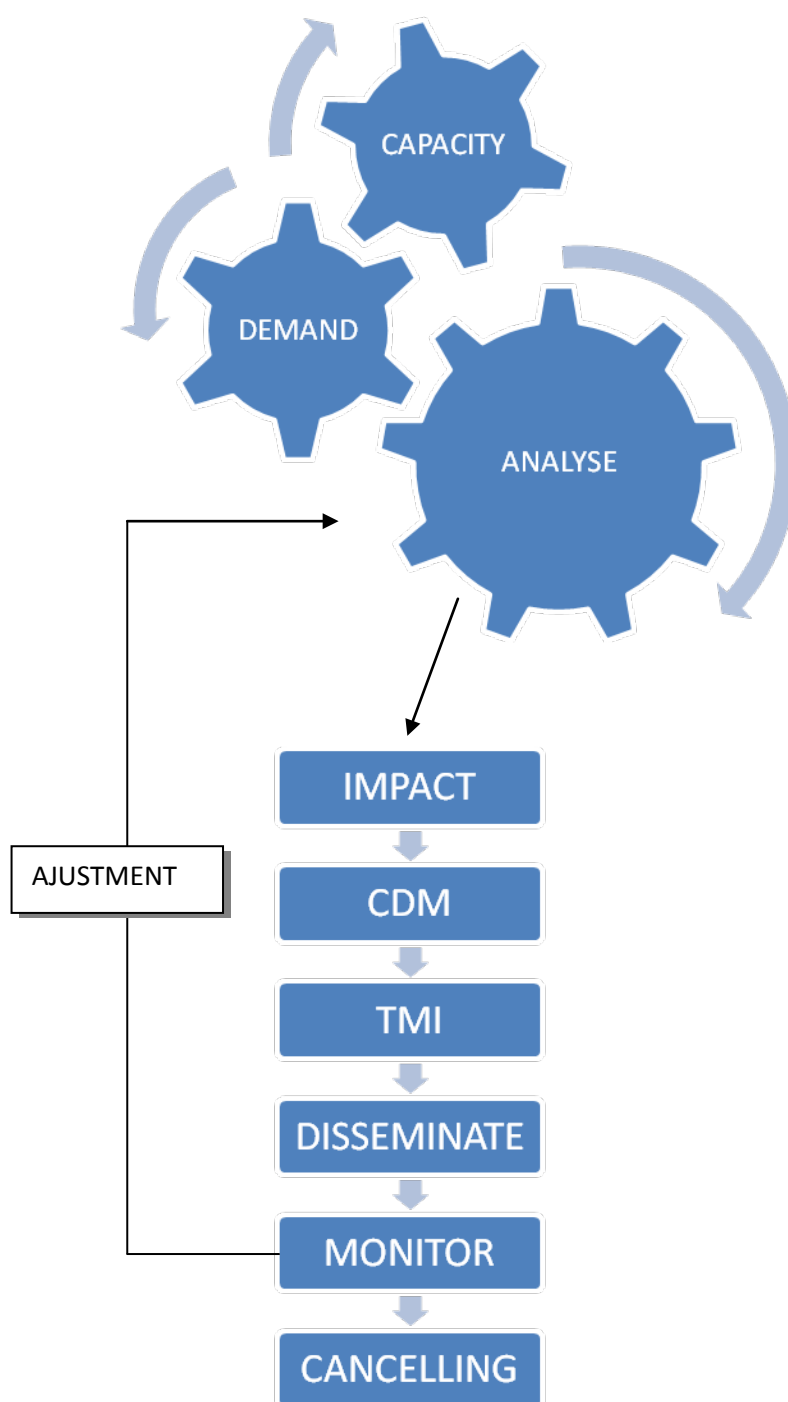 CAPACITY
DEMAND
ANALYSE
IMPACT
AJUSTMENT
CDM
TMI
DISSEMINATE
MONITOR
CANCELLING